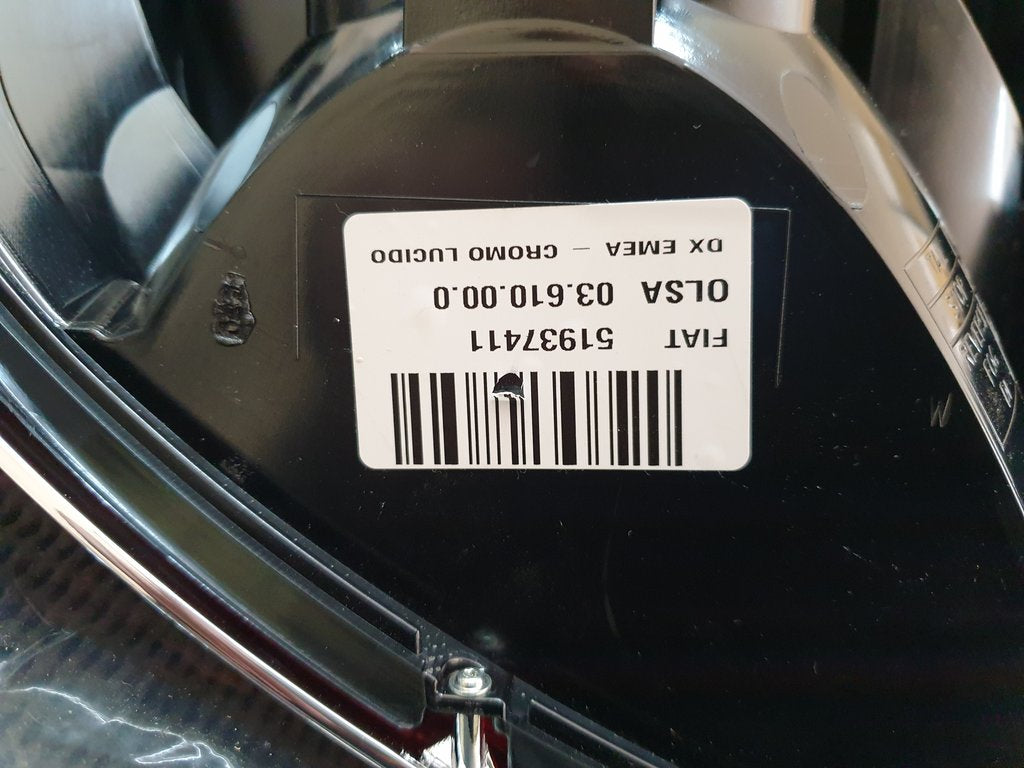 FIAT 51937411
OLSA 03.610.00.0
DX EMEA – CROMO LUCIDO